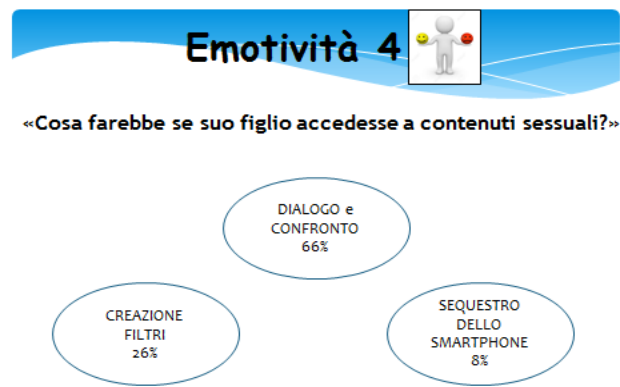 Emotività 4
«Cosa farebbe se suo figlio accedesse a contenuti sessuali?»
DIALOGO e
CONFRONTO
66%
CREAZIONE
FILTRI
26%
SEQUESTRO
DELLO
SMARTPHONE
8%